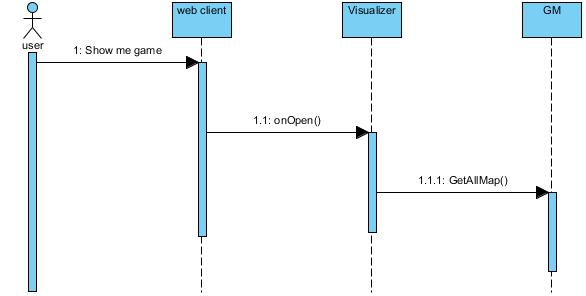 web client
Visualizer
GM
user
1: Show me game
1.1: onOpen()
1.1.1: GetAllMap()